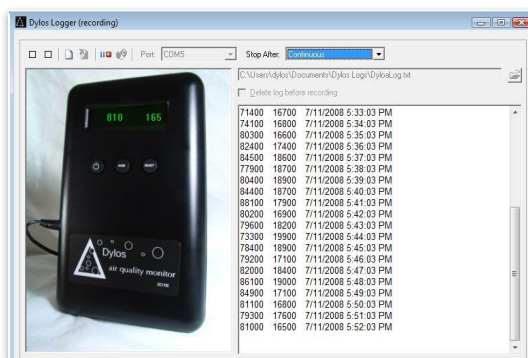 Dylos Logger (recording)
Port: COM5
Stop After: Continuous
C:\Users\dylos\Documents\Dylos Logs\DylosLog.txt
Delete log before recording
810 165
MODE
SELECT
Dylos
air quality monitor
DC1100
71400 16700 7/11/2008 5:33:03 PM
74100 16800 7/11/2008 5:34:03 PM
80300 16600 7/11/2008 5:35:03 PM
82400 17400 7/11/2008 5:36:03 PM
84500 18600 7/11/2008 5:37:03 PM
77900 18700 7/11/2008 5:38:03 PM
80400 18900 7/11/2008 5:39:03 PM
84400 18700 7/11/2008 5:40:03 PM
88100 17900 7/11/2008 5:41:03 PM
80200 16900 7/11/2008 5:42:03 PM
79600 18200 7/11/2008 5:43:03 PM
73300 19900 7/11/2008 5:44:03 PM
78400 18900 7/11/2008 5:45:03 PM
79200 17100 7/11/2008 5:46:03 PM
82000 18400 7/11/2008 5:47:03 PM
86100 19000 7/11/2008 5:48:03 PM
84900 17100 7/11/2008 5:49:03 PM
81100 16800 7/11/2008 5:50:03 PM
79300 17600 7/11/2008 5:51:03 PM
81000 16500 7/11/2008 5:52:03 PM